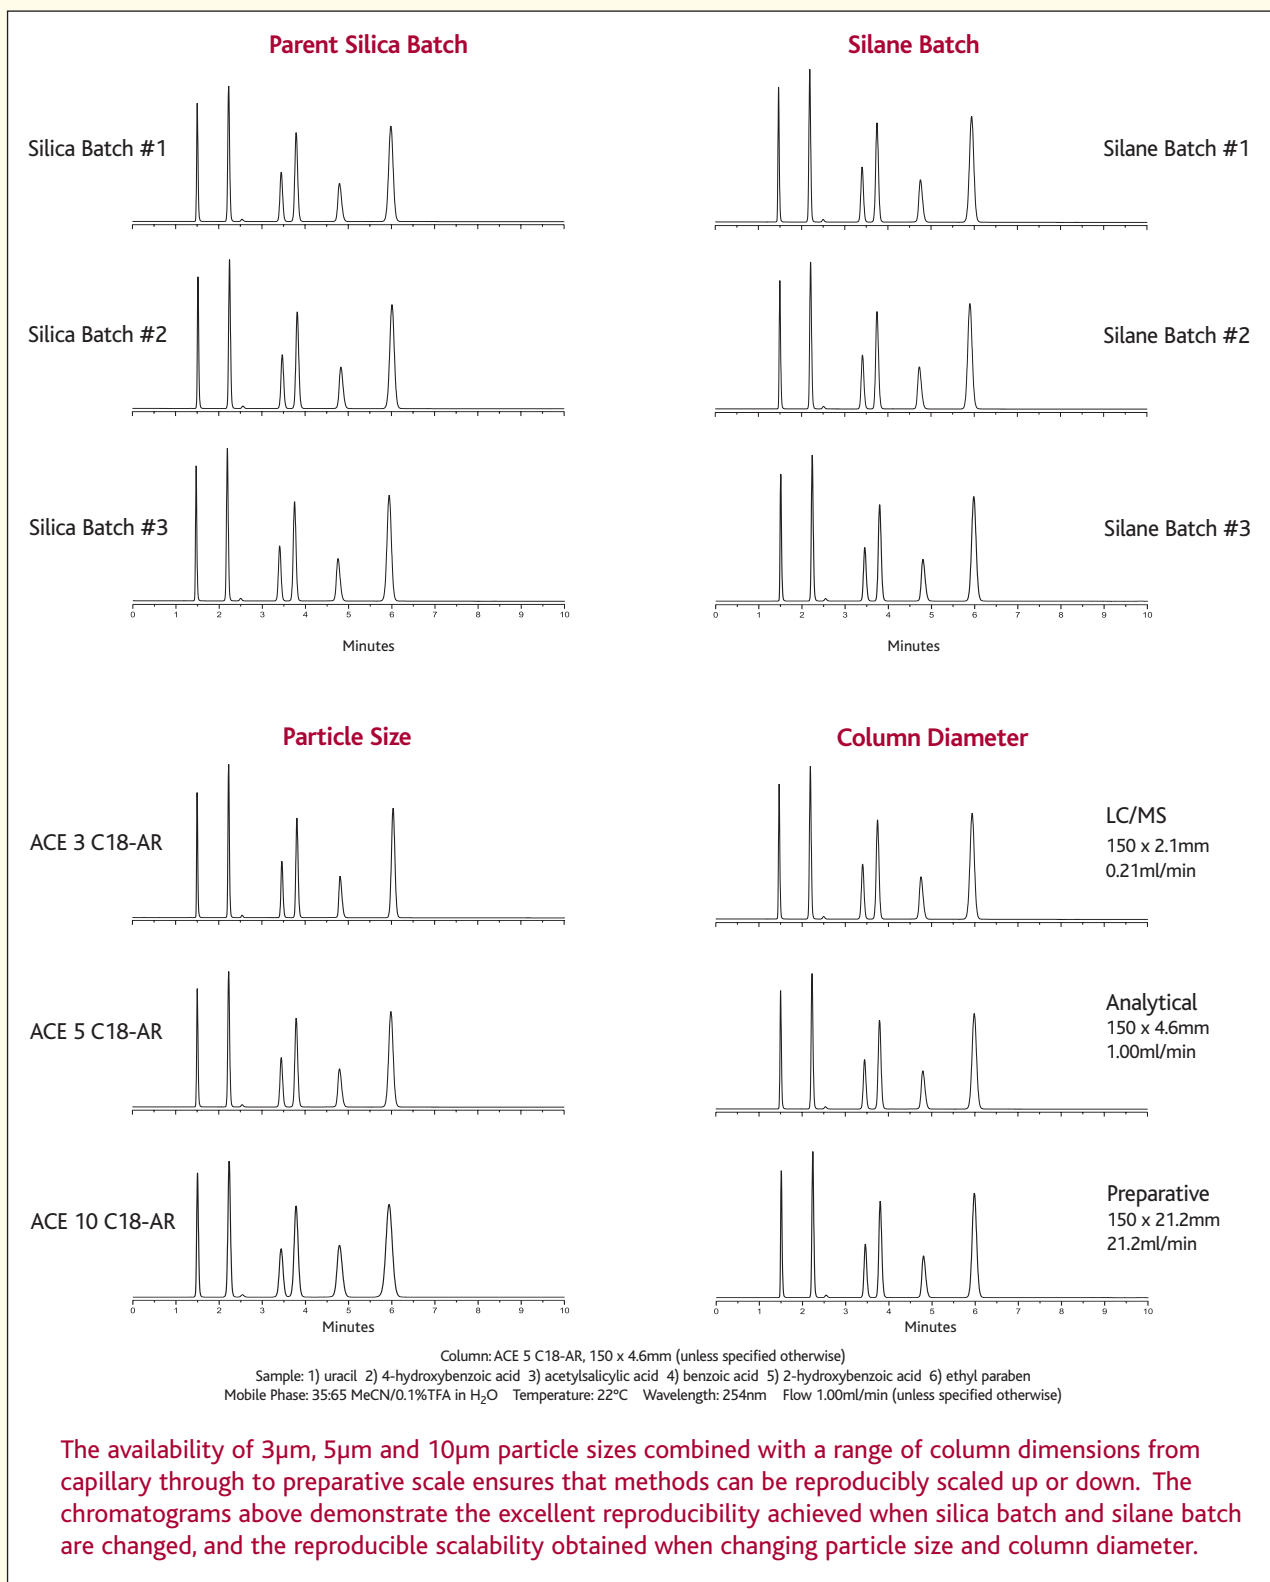 Parent Silica Batch
Silica Batch #1
Silica Batch #2
Silica Batch #3
0 1 2 3 4 5 6 7 8 9 10
Minutes
Silane Batch
Silane Batch #1
Silane Batch #2
Silane Batch #3
0 1 2 3 4 5 6 7 8 9 10
Minutes
Particle Size
ACE 3 C18-AR
ACE 5 C18-AR
ACE 10 C18-AR
0 1 2 3 4 5 6 7 8 9 10
Minutes
Column Diameter
LC/MS
150 x 2.1mm
0.21ml/min
Analytical
150 x 4.6mm
1.00ml/min
Preparative
150 x 21.2mm
21.2ml/min
0 1 2 3 4 5 6 7 8 9 10
Minutes
Column: ACE 5 C18-AR, 150 x 4.6mm (unless specified otherwise)
Sample: 1) uracil 2) 4-hydroxybenzoic acid 3) acetylsalicylic acid 4) benzoic acid 5) 2-hydroxybenzoic acid 6) ethyl paraben
Mobile Phase: 35:65 MeCN/0.1%TFA in H₂O Temperature: 22ºC Wavelength: 254nm Flow 1.00ml/min (unless specified otherwise)
The availability of 3µm, 5µm and 10µm particle sizes combined with a range of column dimensions from
capillary through to preparative scale ensures that methods can be reproducibly scaled up or down. The
chromatograms above demonstrate the excellent reproducibility achieved when silica batch and silane batch
are changed, and the reproducible scalability obtained when changing particle size and column diameter.